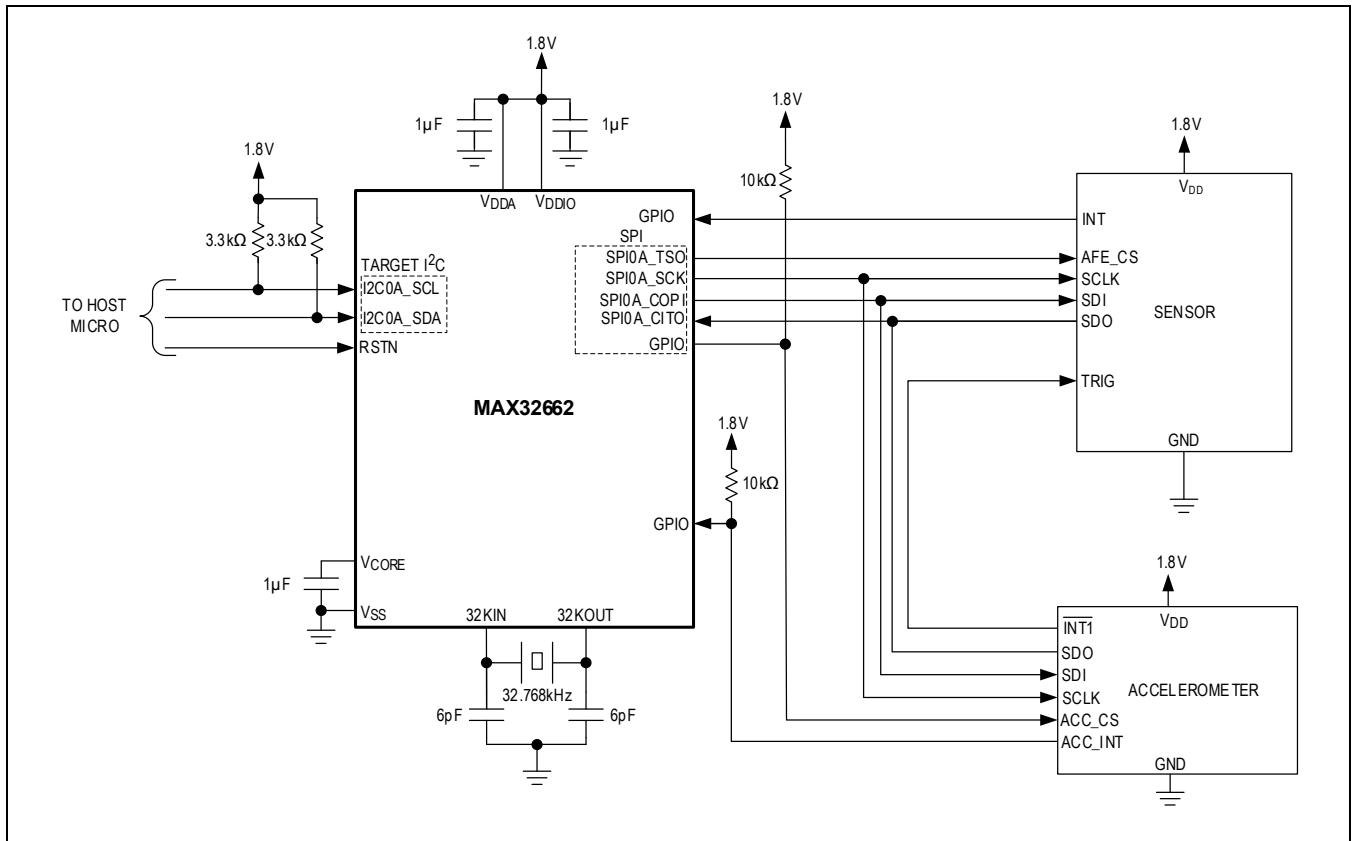 1.8V
1µF
1µF
1.8V
3.3kΩ
3.3kΩ
TO HOST
MICRO
VDDA
VDDIO
TARGET I²C
I2C0A_SCL
I2C0A_SDA
RSTN
MAX32662
GPIO
SPI
SPI0A_TSO
SPI0A_SCK
SPI0A_COPI
SPI0A_CITO
GPIO
GPIO
VCORE
VSS
1µF
32KIN
32KOUT
32.768kHz
6pF
6pF
1.8V
10kΩ
1.8V
10kΩ
1.8V
VDD
INT
AFE_CS
SCLK
SDI
SDO
TRIG
SENSOR
GND
1.8V
VDD
INT1
SDO
SDI
SCLK
ACC_CS
ACC_INT
ACCELEROMETER
GND